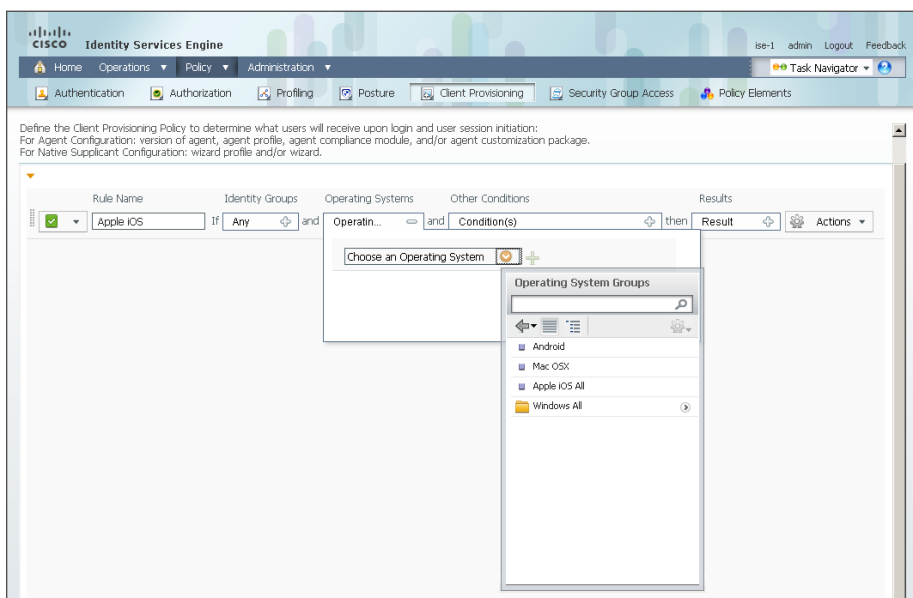 CISCO Identity Services Engine
ise-1 admin Logout Feedback
Home Operations Policy Administration
Task Navigator
Authentication Authorization Profiling Posture Client Provisioning Security Group Access Policy Elements
Define the Client Provisioning Policy to determine what users will receive upon login and user session initiation:
For Agent Configuration: version of agent, agent profile, agent compliance module, and/or agent customization package.
For Native Supplicant Configuration: wizard profile and/or wizard.
Rule Name Identity Groups Operating Systems Other Conditions Results
Apple iOS If Any and Operatin... and Condition(s) then Result Actions
Choose an Operating System
Operating System Groups
Android
Mac OSX
Apple iOS All
Windows All